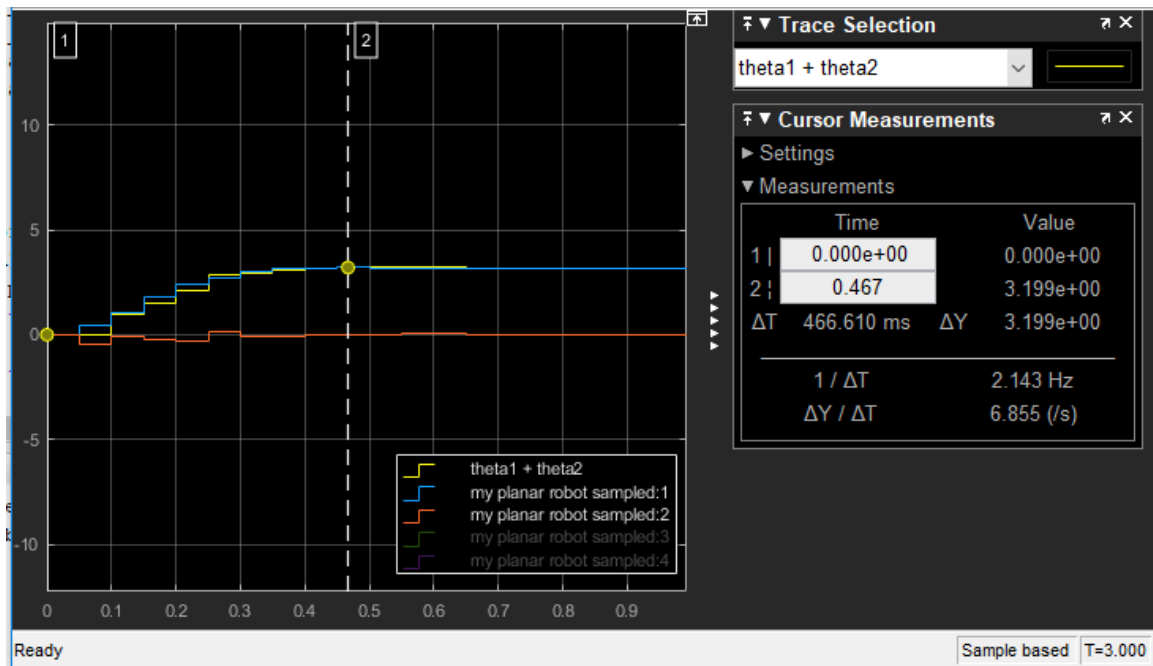 1
2
10
5
0
-5
-10
0 0.1 0.2 0.3 0.4 0.5 0.6 0.7 0.8 0.9
theta1 + theta2
my planar robot sampled:1
my planar robot sampled:2
my planar robot sampled:3
my planar robot sampled:4
Trace Selection
theta1 + theta2
Cursor Measurements
Settings
Measurements
Time Value
1 | 0.000e+00 0.000e+00
2 ¦ 0.467 3.199e+00
ΔT 466.610 ms ΔY 3.199e+00
1 / ΔT 2.143 Hz
ΔY / ΔT 6.855 (/s)
Ready Sample based T=3.000